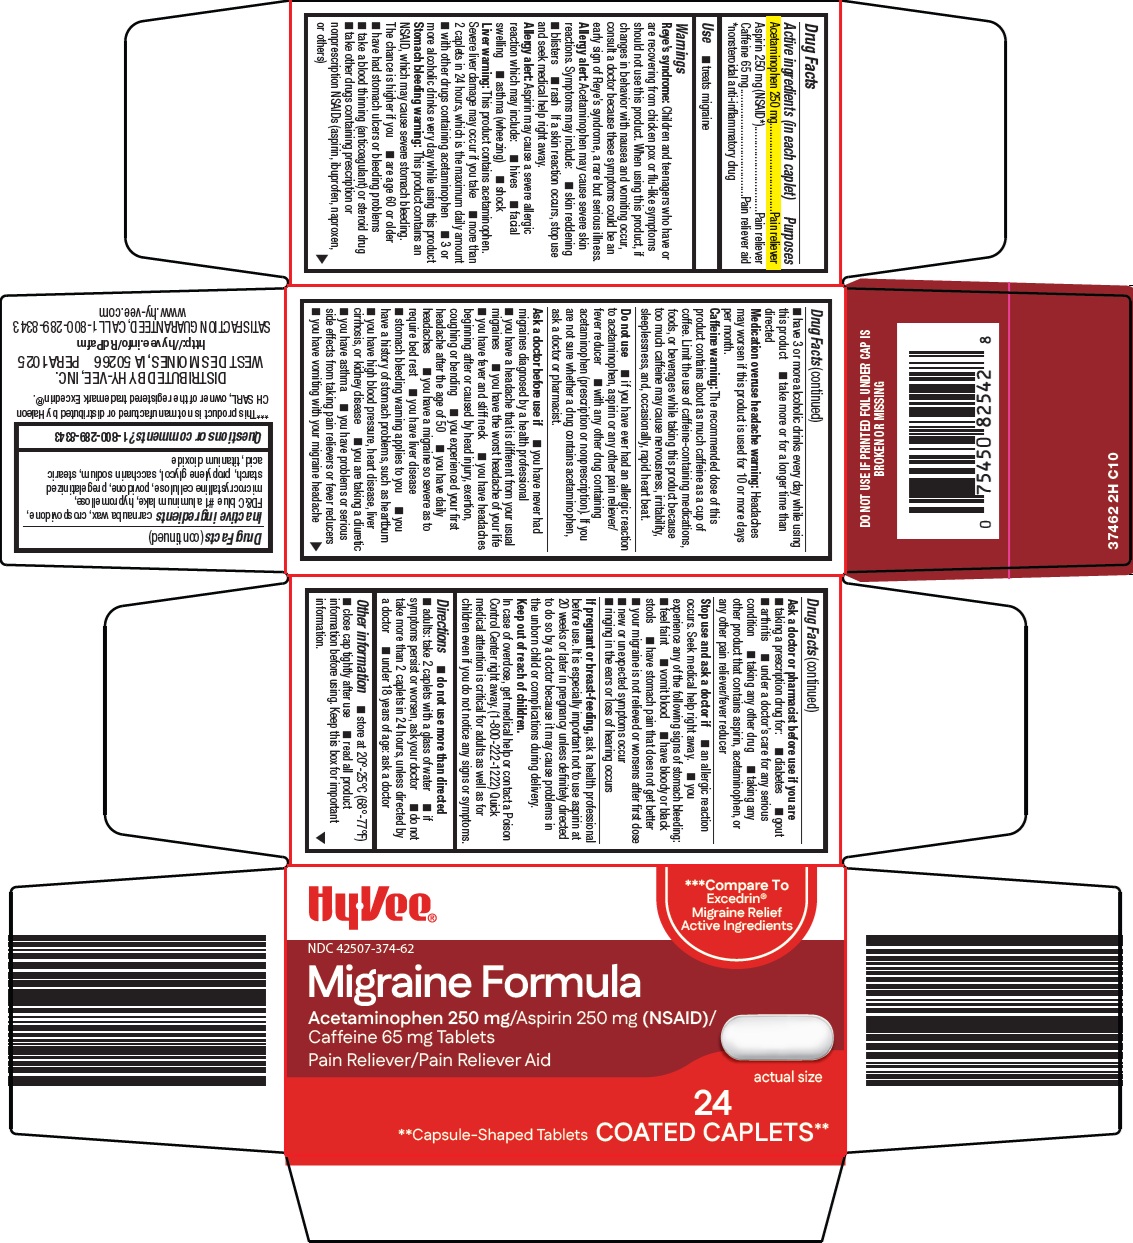 Drug Facts
Active ingredients (in each caplet) Purposes
Acetaminophen 250 mg..............................Pain reliever
Aspirin 250 mg (NSAID*)..............................Pain reliever
Caffeine 65 mg..............................Pain reliever aid
*nonsteroidal anti-inflammatory drug
Use ■ treats migraine
Warnings
Reye's syndrome: Children and teenagers who have or
are recovering from chicken pox or flu-like symptoms
should not use this product. When using this product, if
changes in behavior with nausea and vomiting occur,
consult a doctor because these symptoms could be an
early sign of Reye's syndrome, a rare but serious illness.
Allergy alert: Acetaminophen may cause severe skin
reactions. Symptoms may include: ■ skin reddening
■ blisters ■ rash If a skin reaction occurs, stop use
and seek medical help right away.
Allergy alert: Aspirin may cause a severe allergic
reaction which may include: ■ hives ■ facial
swelling ■ asthma (wheezing) ■ shock
Liver warning: This product contains acetaminophen.
Severe liver damage may occur if you take ■ more than
2 caplets in 24 hours, which is the maximum daily amount
■ with other drugs containing acetaminophen ■ 3 or
more alcoholic drinks every day while using this product
Stomach bleeding warning: This product contains an
NSAID, which may cause severe stomach bleeding.
The chance is higher if you ■ are age 60 or older
■ have had stomach ulcers or bleeding problems
■ take a blood thinning (anticoagulant) or steroid drug
■ take other drugs containing prescription or
nonprescription NSAIDs (aspirin, ibuprofen, naproxen,
or others)
Drug Facts (continued)
■ have 3 or more alcoholic drinks every day while using
this product ■ take more or for a longer time than
directed
Medication overuse headache warning: Headaches
may worsen if this product is used for 10 or more days
per month.
Caffeine warning: The recommended dose of this
product contains about as much caffeine as a cup of
coffee. Limit the use of caffeine-containing medications,
foods, or beverages while taking this product because
too much caffeine may cause nervousness, irritability,
sleeplessness, and, occasionally, rapid heart beat.
Do not use ■ if you have ever had an allergic reaction
to acetaminophen, aspirin or any other pain reliever/
fever reducer ■ with any other drug containing
acetaminophen (prescription or nonprescription). If you
are not sure whether a drug contains acetaminophen,
ask a doctor or pharmacist.
Ask a doctor before use if ■ you have never had
migraines diagnosed by a health professional
■ you have a headache that is different from your usual
migraines ■ you have the worst headache of your life
■ you have fever and stiff neck ■ you have headaches
beginning after or caused by head injury, exertion,
coughing or bending ■ you experienced your first
headache after the age of 50 ■ you have daily
headaches ■ you have a migraine so severe as to
require bed rest ■ you have liver disease
■ stomach bleeding warning applies to you ■ you
have a history of stomach problems, such as heartburn
■ you have high blood pressure, heart disease, liver
cirrhosis, or kidney disease ■ you are taking a diuretic
■ you have asthma ■ you have problems or serious
side effects from taking pain relievers or fever reducers
■ you have vomiting with your migraine headache
Drug Facts (continued)
Ask a doctor or pharmacist before use if you are
■ taking a prescription drug for: ■ diabetes ■ gout
■ arthritis ■ under a doctor's care for any serious
condition ■ taking any other drug ■ taking any
other product that contains aspirin, acetaminophen, or
any other pain reliever/fever reducer
Stop use and ask a doctor if ■ an allergic reaction
occurs. Seek medical help right away. ■ you
experience any of the following signs of stomach bleeding:
■ feel faint ■ vomit blood ■ have bloody or black
stools ■ have stomach pain that does not get better
■ your migraine is not relieved or worsens after first dose
■ new or unexpected symptoms occur
■ ringing in the ears or loss of hearing occurs
If pregnant or breast-feeding, ask a health professional
before use. It is especially important not to use aspirin at
20 weeks or later in pregnancy unless definitely directed
to do so by a doctor because it may cause problems in
the unborn child or complications during delivery.
Keep out of reach of children.
In case of overdose, get medical help or contact a Poison
Control Center right away. (1-800-222-1222) Quick
medical attention is critical for adults as well as for
children even if you do not notice any signs or symptoms.
Directions ■ do not use more than directed
■ adults: take 2 caplets with a glass of water ■ if
symptoms persist or worsen, ask your doctor ■ do not
take more than 2 caplets in 24 hours, unless directed by
a doctor ■ under 18 years of age: ask a doctor
Other information ■ store at 20°-25°C (68°-77°F)
■ close cap tightly after use ■ read all product
information before using. Keep this box for important
information.
Drug Facts (continued)
Inactive ingredients carnauba wax, crospovidone,
FD&C blue #1 aluminum lake, hypromellose,
microcrystalline cellulose, povidone, pregelatinized
starch, propylene glycol, saccharin sodium, stearic
acid, titanium dioxide
Questions or comments? 1-800-289-8343
***This product is not manufactured or distributed by Haleon
CH SARL, owner of the registered trademark Excedrin®.
DISTRIBUTED BY HY-VEE, INC.
WEST DES MOINES, IA 50266 PERA1025
http://hyvee.info/RdPafm
SATISFACTION GUARANTEED, CALL 1-800-289-8343
www.hy-vee.com
DO NOT USE IF PRINTED FOIL UNDER CAP IS
BROKEN OR MISSING
0 75450 82542 8
37462 2H C10
HyVee®
***Compare To
Excedrin®
Migraine Relief
Active Ingredients
NDC 42507-374-62
Migraine Formula
Acetaminophen 250 mg/Aspirin 250 mg (NSAID)/
Caffeine 65 mg Tablets
Pain Reliever/Pain Reliever Aid
actual size
24
**Capsule-Shaped Tablets COATED CAPLETS**